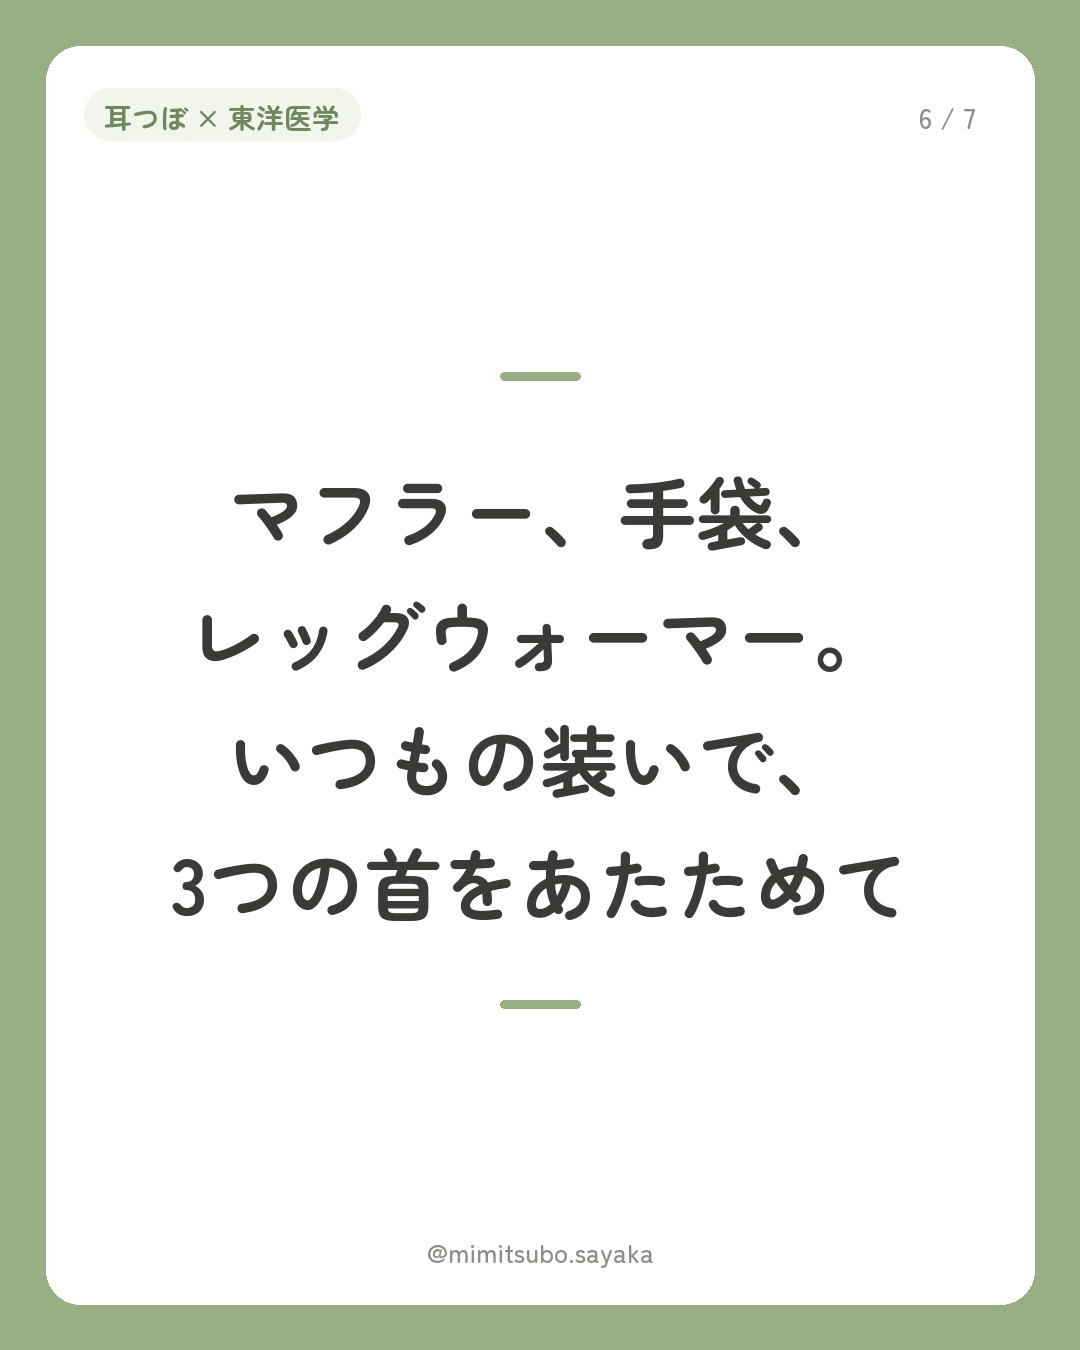 耳つぼ × 東洋医学
6 / 7
マフラー、手袋、
レッグウォーマー。
いつもの装いで、
3つの首をあたためて
@mimitsubo.sayaka